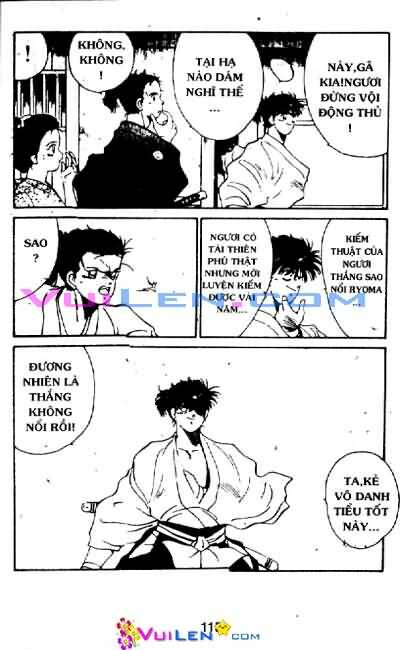 NÀY,GÃ
KIA!NGƯƠI
ĐỪNG VỘI
ĐỘNG THỦ
!
TẠI HẠ
NÀO DÁM
NGHĨ THẾ
...
KHÔNG,
KHÔNG
!
!
KIẾM
THUẬT CỦA
NGƯƠI
THẮNG SAO
NỔI RYOMA
...
NGƯƠI CÓ
TÀI THIÊN
PHÚ THẬT
NHƯNG MỚI
LUYỆN KIẾM
ĐƯỢC VÀI
NĂM...
SAO
?
VUILEN.COM
TA,KẺ
VÔ DANH
TIỂU TỐT
NÀY...
ĐƯƠNG
NHIÊN LÀ
THẮNG
KHÔNG
NỔI RỒI!
VUILEN.COM
VUILEN
.COM